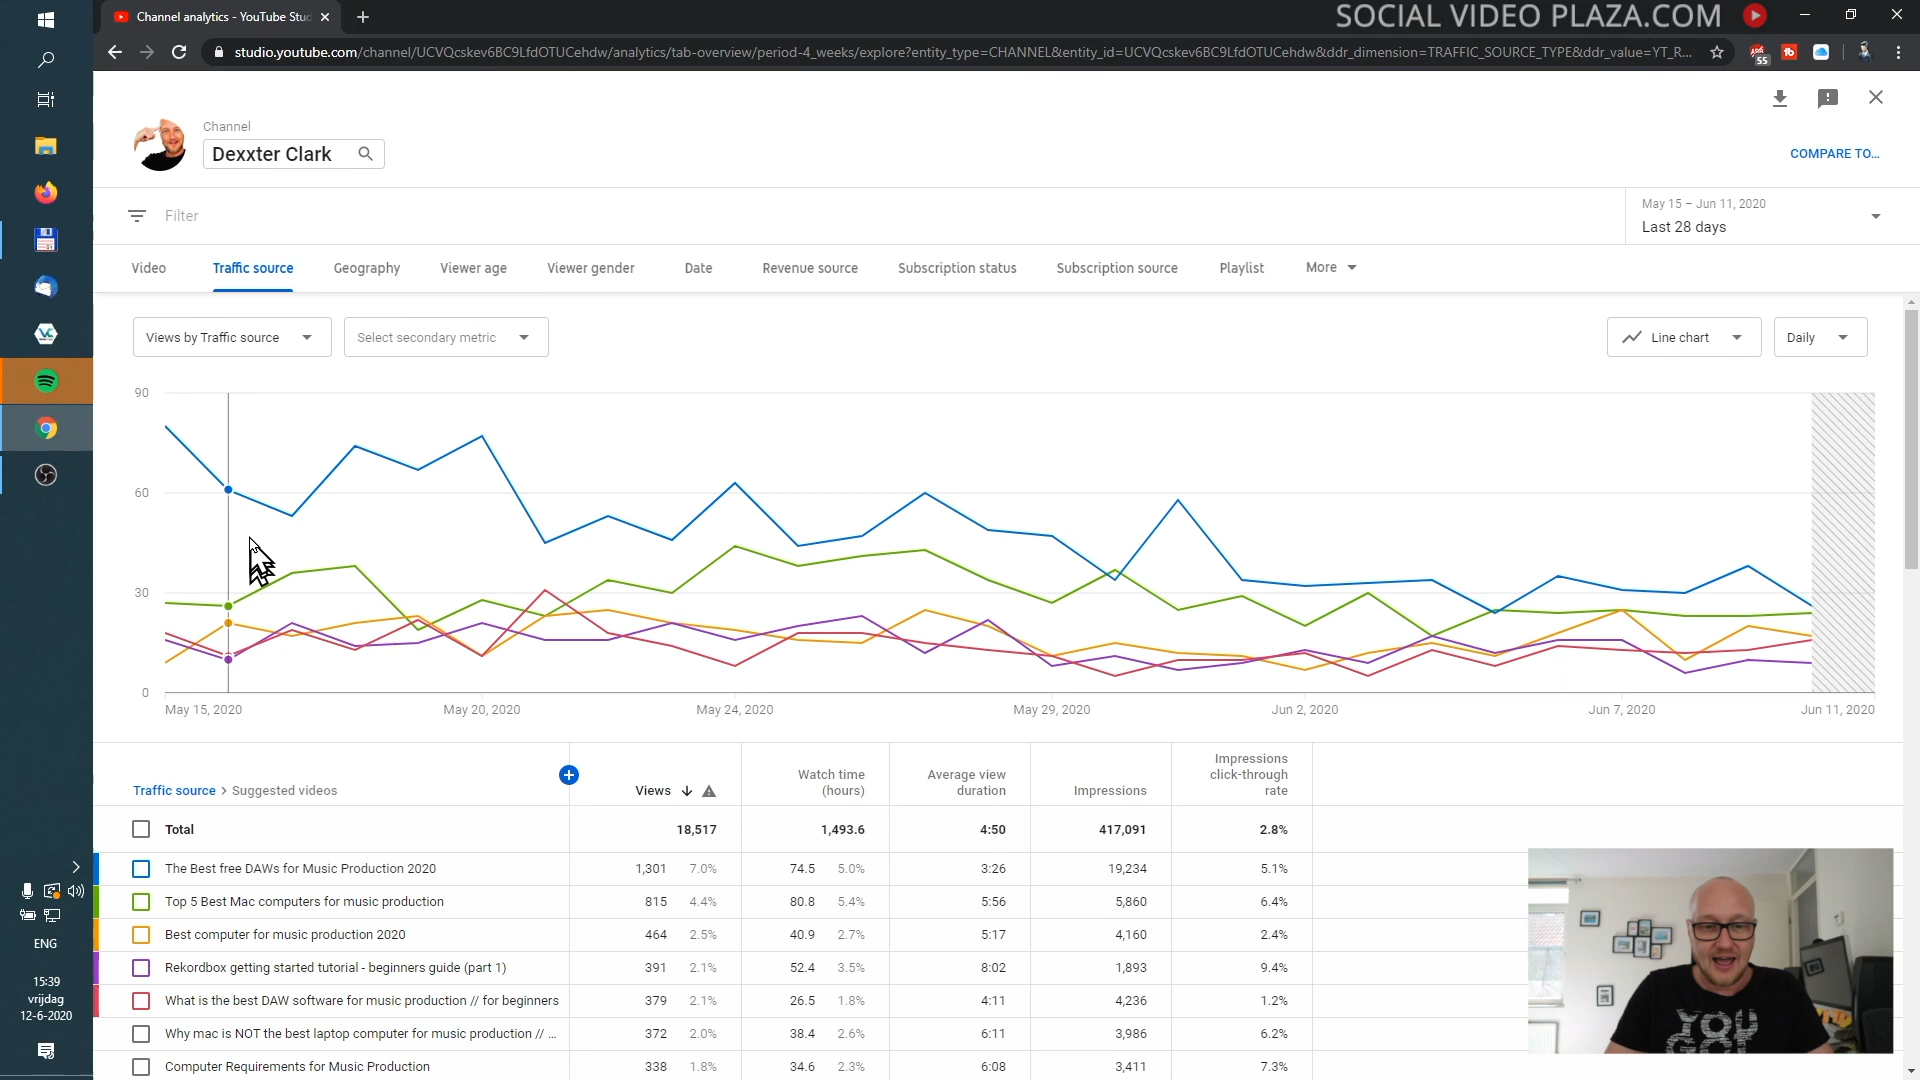 Channel analytics - YouTube Stu
SOCIAL VIDEO PLAZA.COM
studio.youtube.com/channel/UCVQcskev6BC9LfdOTUCehdw/analytics/tab-overview/period-4_weeks/explore?entity_type=CHANNEL&entity_id=UCVQcskev6BC9LfdOTUCehdw&ddr_dimension=TRAFFIC_SOURCE_TYPE&ddr_value=YT_R...
55
Channel
Dexxter Clark
COMPARE TO...
Filter
May 15 – Jun 11, 2020
Last 28 days
Video Traffic source Geography Viewer age Viewer gender Date Revenue source Subscription status Subscription source Playlist More
Views by Traffic source Select secondary metric Line chart Daily
90
60
30
0
May 15, 2020 May 20, 2020 May 24, 2020 May 29, 2020 Jun 2, 2020 Jun 7, 2020 Jun 11, 2020
Traffic source > Suggested videos Views Watch time (hours) Average view duration Impressions Impressions click-through rate
Total 18,517 1,493.6 4:50 417,091 2.8%
The Best free DAWs for Music Production 2020 1,301 7.0% 74.5 5.0% 3:26 19,234 5.1%
Top 5 Best Mac computers for music production 815 4.4% 80.8 5.4% 5:56 5,860 6.4%
Best computer for music production 2020 464 2.5% 40.9 2.7% 5:17 4,160 2.4%
Rekordbox getting started tutorial - beginners guide (part 1) 391 2.1% 52.4 3.5% 8:02 1,893 9.4%
What is the best DAW software for music production // for beginners 379 2.1% 26.5 1.8% 4:11 4,236 1.2%
Why mac is NOT the best laptop computer for music production // ... 372 2.0% 38.4 2.6% 6:11 3,986 6.2%
Computer Requirements for Music Production 338 1.8% 34.6 2.3% 6:08 3,411 7.3%
ENG
15:39
vrijdag
12-6-2020
YOU